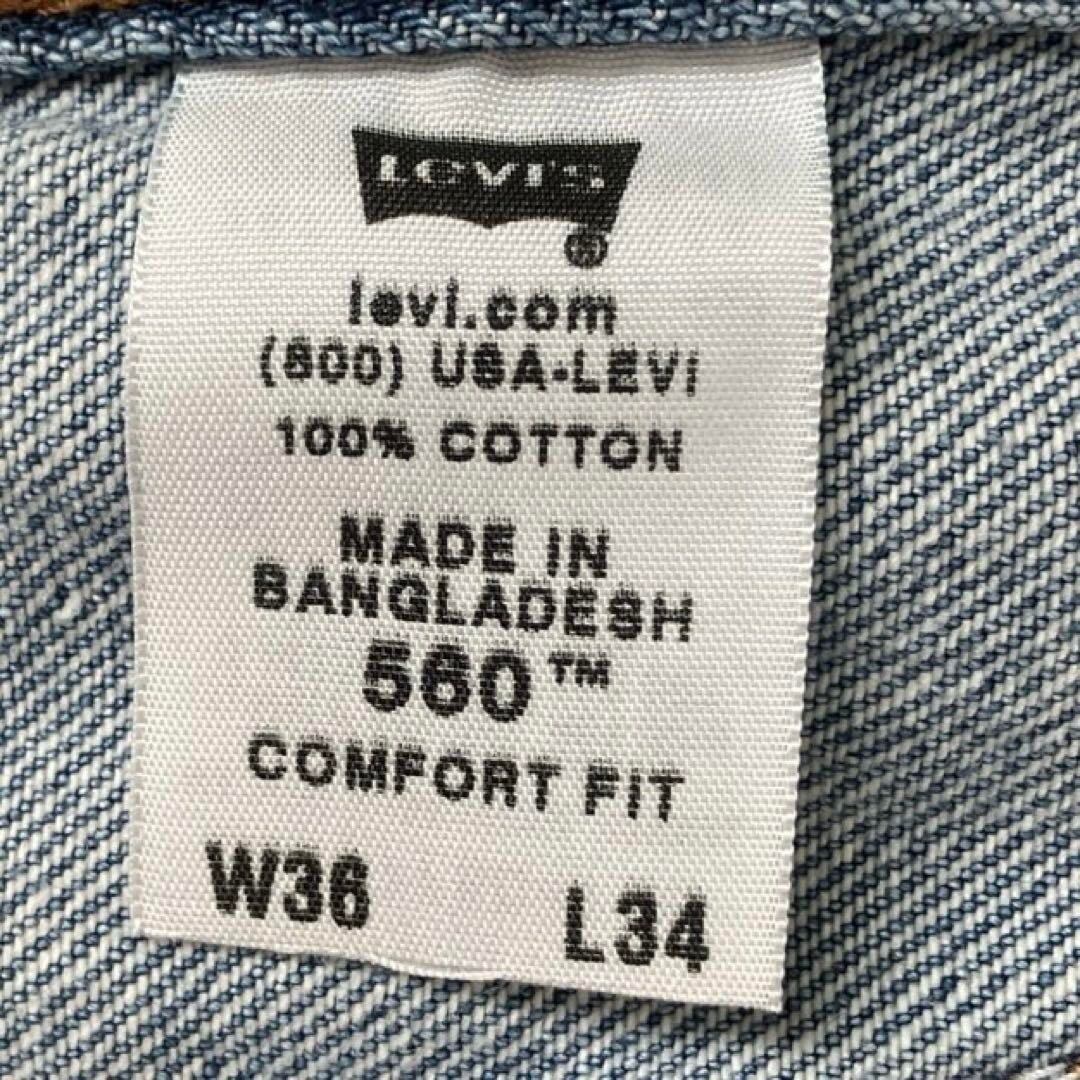 Levi's
®
levi.com
(800) USA-LEVI
100% COTTON
MADE IN
BANGLADESH
560™
COMFORT FIT
W36 L34